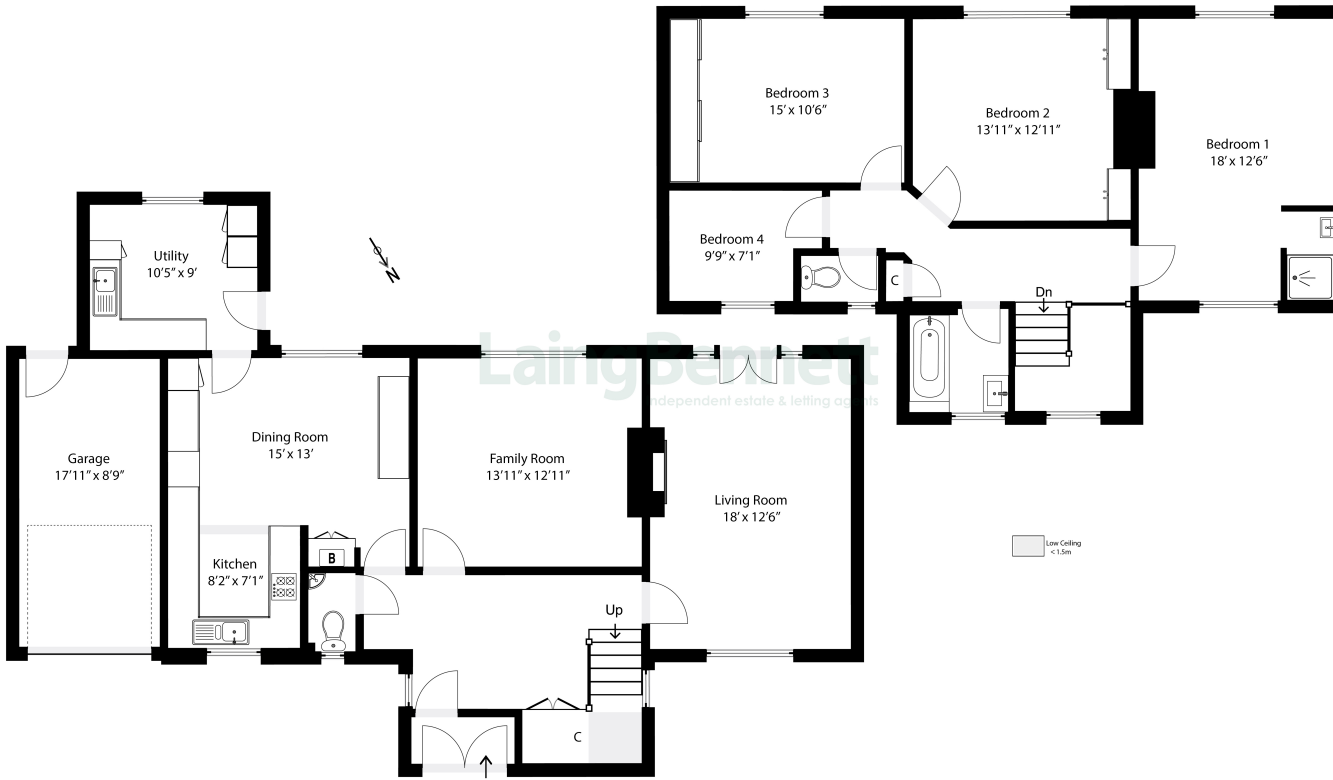 Bedroom 3
15' x 10'6"
Bedroom 2
13'11" x 12'11"
Bedroom 1
18' x 12'6"
Bedroom 4
9'9" x 7'1"
C
Dn
Utility
10'5" x 9'
N
LaingBennett
independent estate & letting agents
Garage
17'11" x 8'9"
Dining Room
15' x 13'
Family Room
13'11" x 12'11"
Living Room
18' x 12'6"
B
Kitchen
8'2" x 7'1"
Up
C
Low Ceiling
< 1.5m